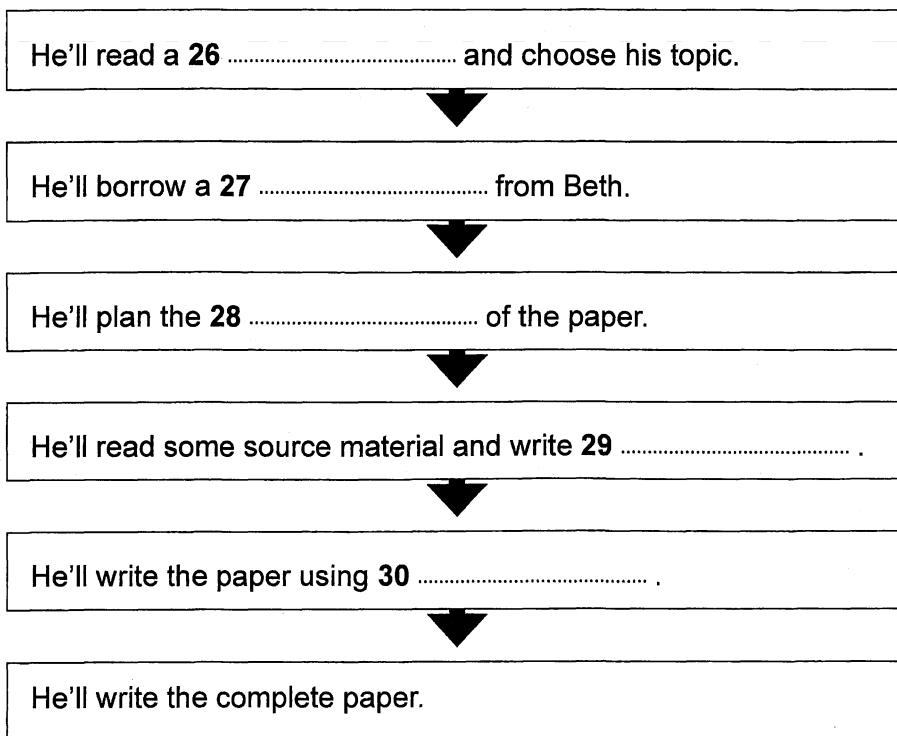 He'll read a 26 ........................................ and choose his topic.
He'll borrow a 27 ........................................ from Beth.
He'll plan the 28 ........................................ of the paper.
He'll read some source material and write 29 ........................................ .
He'll write the paper using 30 ........................................ .
He'll write the complete paper.